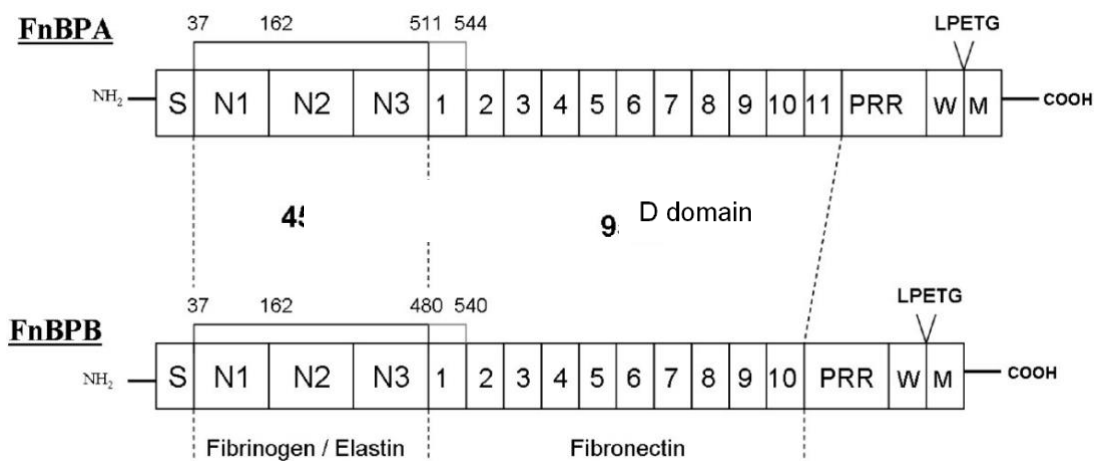 37 162 511 544 LPETG
FnBPA
NH₂ S N1 N2 N3 1 2 3 4 5 6 7 8 9 10 11 PRR W M COOH
D domain
37 162 480 540 LPETG
FnBPB
NH₂ S N1 N2 N3 1 2 3 4 5 6 7 8 9 10 PRR W M COOH
Fibrinogen / Elastin Fibronectin